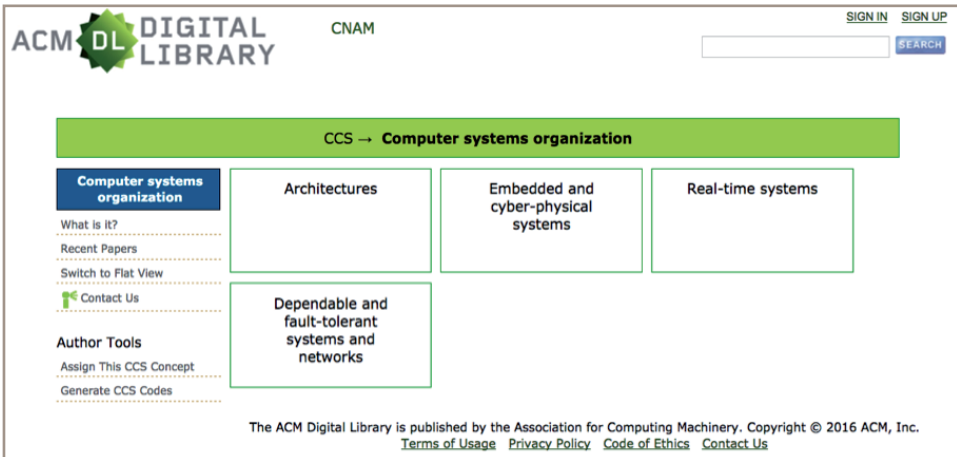 ACM DL DIGITAL
LIBRARY
CNAM
SIGN IN SIGN UP
SEARCH
CCS → Computer systems organization
Computer systems
organization
What is it?
Recent Papers
Switch to Flat View
Contact Us
Author Tools
Assign This CCS Concept
Generate CCS Codes
Architectures
Embedded and
cyber-physical
systems
Real-time systems
Dependable and
fault-tolerant
systems and
networks
The ACM Digital Library is published by the Association for Computing Machinery. Copyright © 2016 ACM, Inc.
Terms of Usage Privacy Policy Code of Ethics Contact Us